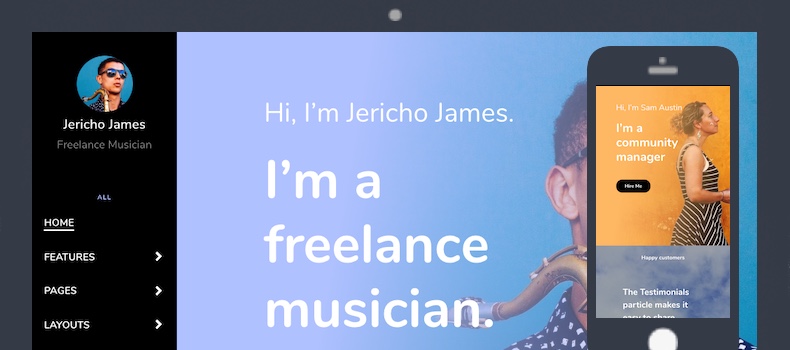 Jericho James
Freelance Musician
ALL
HOME
FEATURES
PAGES
LAYOUTS
Hi, I’m Jericho James.
I’m a
freelance
musician.
Hi, I’m Sam Austin
I’m a
community
manager
Hire Me
Happy customers
The Testimonials
particle makes it
easy to share